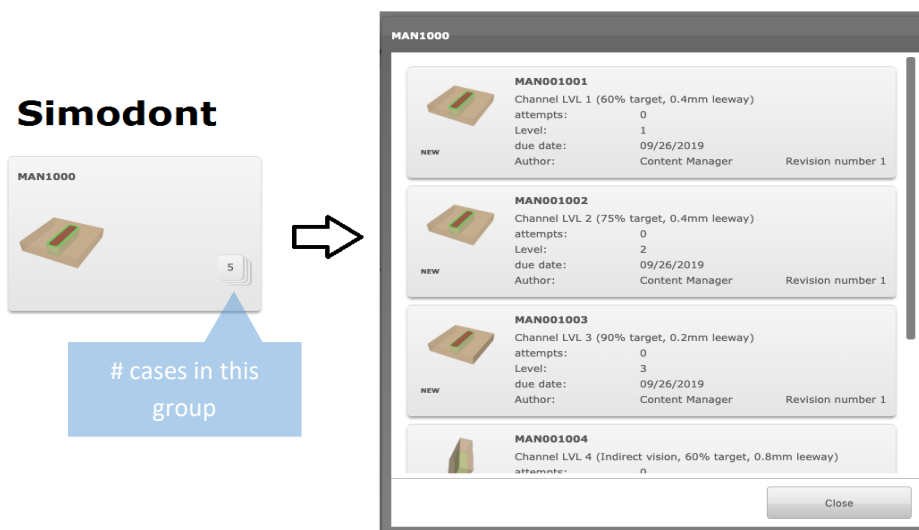 Simodont
MAN1000
5
# cases in this
group
MAN1000
MAN001001
Channel LVL 1 (60% target, 0.4mm leeway)
attempts: 0
Level: 1
due date: 09/26/2019
NEW
Author: Content Manager Revision number 1
MAN001002
Channel LVL 2 (75% target, 0.4mm leeway)
attempts: 0
Level: 2
due date: 09/26/2019
NEW
Author: Content Manager Revision number 1
MAN001003
Channel LVL 3 (90% target, 0.2mm leeway)
attempts: 0
Level: 3
due date: 09/26/2019
NEW
Author: Content Manager Revision number 1
MAN001004
Channel LVL 4 (Indirect vision, 60% target, 0.8mm leeway)
attempts: 0
Close